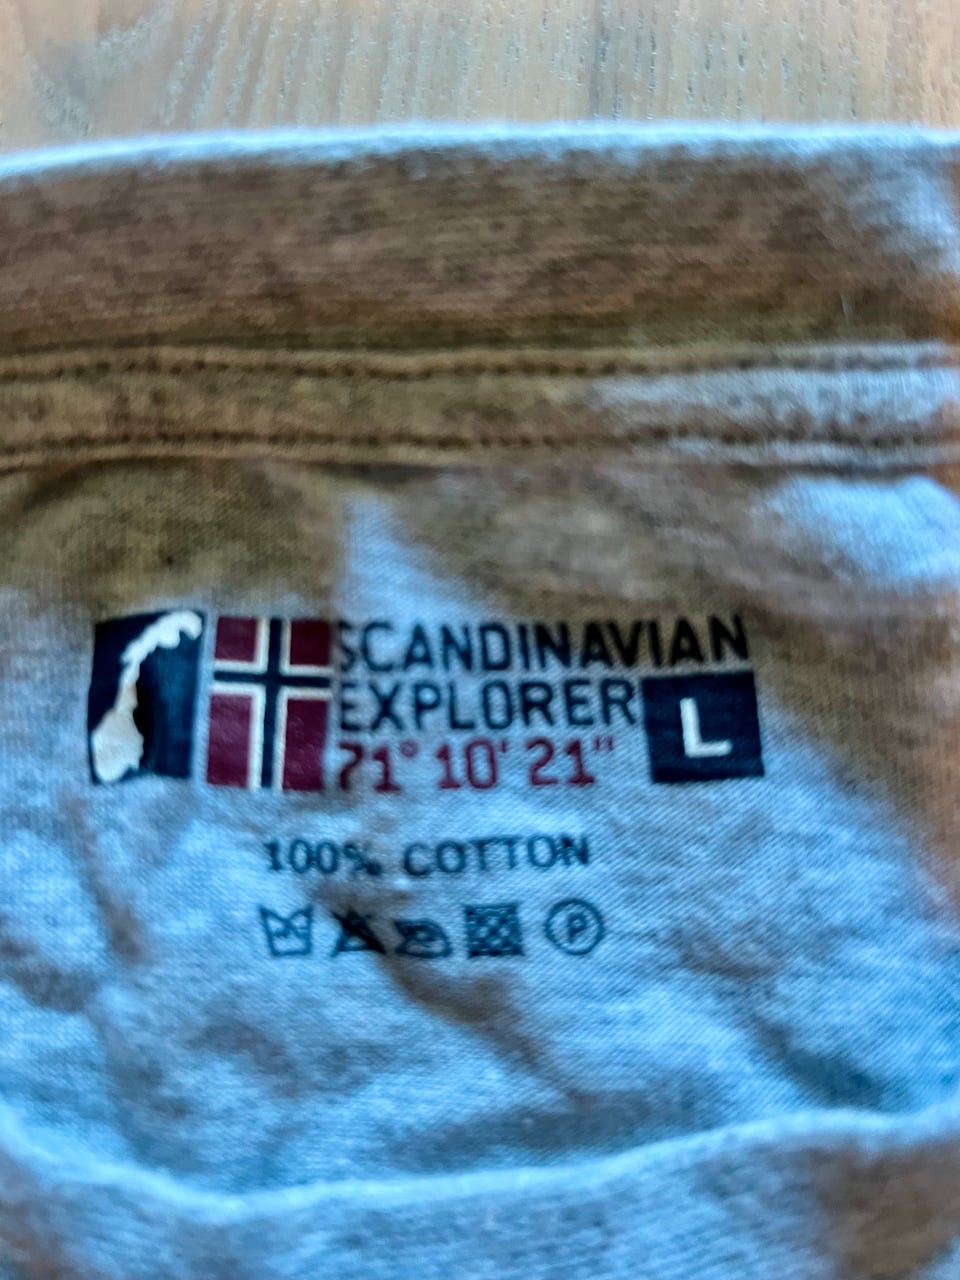 SCANDINAVIAN
EXPLORER L
71° 10' 21"
100% COTTON
P